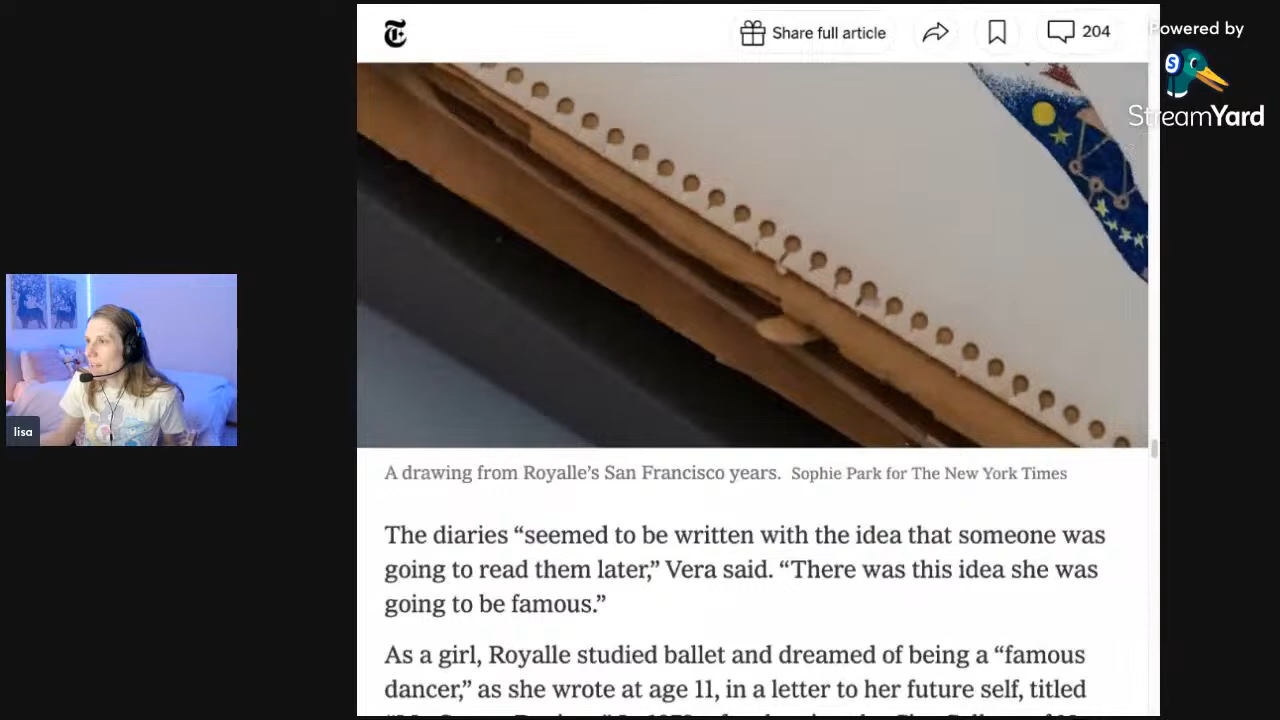 Share full article
204
Powered by
StreamYard
lisa
A drawing from Royalle’s San Francisco years. Sophie Park for The New York Times
The diaries “seemed to be written with the idea that someone was
going to read them later,” Vera said. “There was this idea she was
going to be famous.”
As a girl, Royalle studied ballet and dreamed of being a “famous
dancer,” as she wrote at age 11, in a letter to her future self, titled